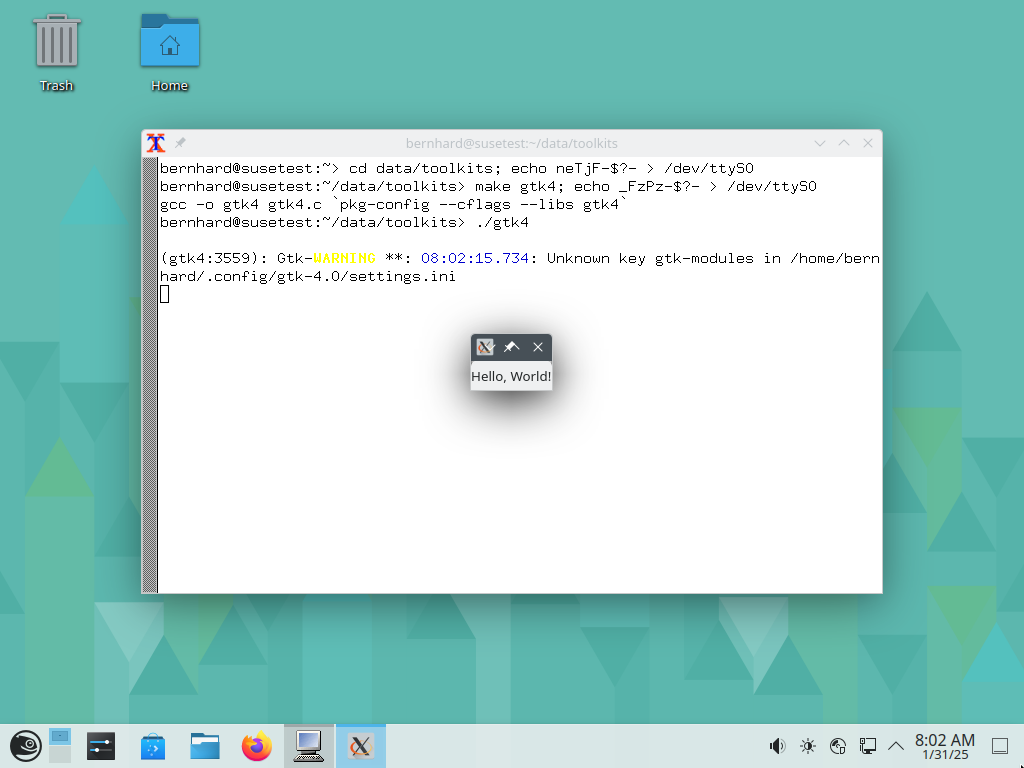 Trash
Home
bernhard@susetest:~/data/toolkits
bernhard@susetest:~> cd data/toolkits; echo neTjF-$?- > /dev/ttyS0
bernhard@susetest:~/data/toolkits> make gtk4; echo _FzPz-$?- > /dev/ttyS0
gcc -o gtk4 gtk4.c `pkg-config --cflags --libs gtk4`
bernhard@susetest:~/data/toolkits> ./gtk4
(gtk4:3559): Gtk-WARNING **: 08:02:15.734: Unknown key gtk-modules in /home/bern
hard/.config/gtk-4.0/settings.ini
Hello, World!
8:02 AM
1/31/25